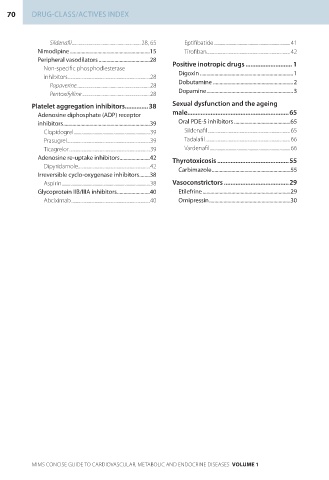 70 DRUG-CLASS/ACTIVES INDEX
Sildenafil 38, 65
Nimodipine 15
Peripheral vasodilators 28
Non-specific phosphodiesterase
inhibitors 28
Papaverine 28
Pentoxifylline 28
Platelet aggregation inhibitors 38
Adenosine diphosphate (ADP) receptor
inhibitors 39
Clopidogrel 39
Prasugrel 39
Ticagrelor 39
Adenosine re-uptake inhibitors 42
Dipyridamole 42
Irreversible cyclo-oxygenase inhibitors 38
Aspirin 38
Glycoprotein IIB/IIIA inhibitors 40
Abciximab 40
Eptifibatide 41
Tirofiban 42
Positive inotropic drugs 1
Digoxin 1
Dobutamine 2
Dopamine 3
Sexual dysfunction and the ageing
male 65
Oral PDE-5 inhibitors 65
Sildenafil 65
Tadalafil 66
Vardenafil 66
Thyrotoxicosis 55
Carbimazole 55
Vasoconstrictors 29
Etilefrine 29
Ornipressin 30
MIMS CONCISE GUIDE TO CARDIOVASCULAR, METABOLIC AND ENDOCRINE DISEASES VOLUME 1